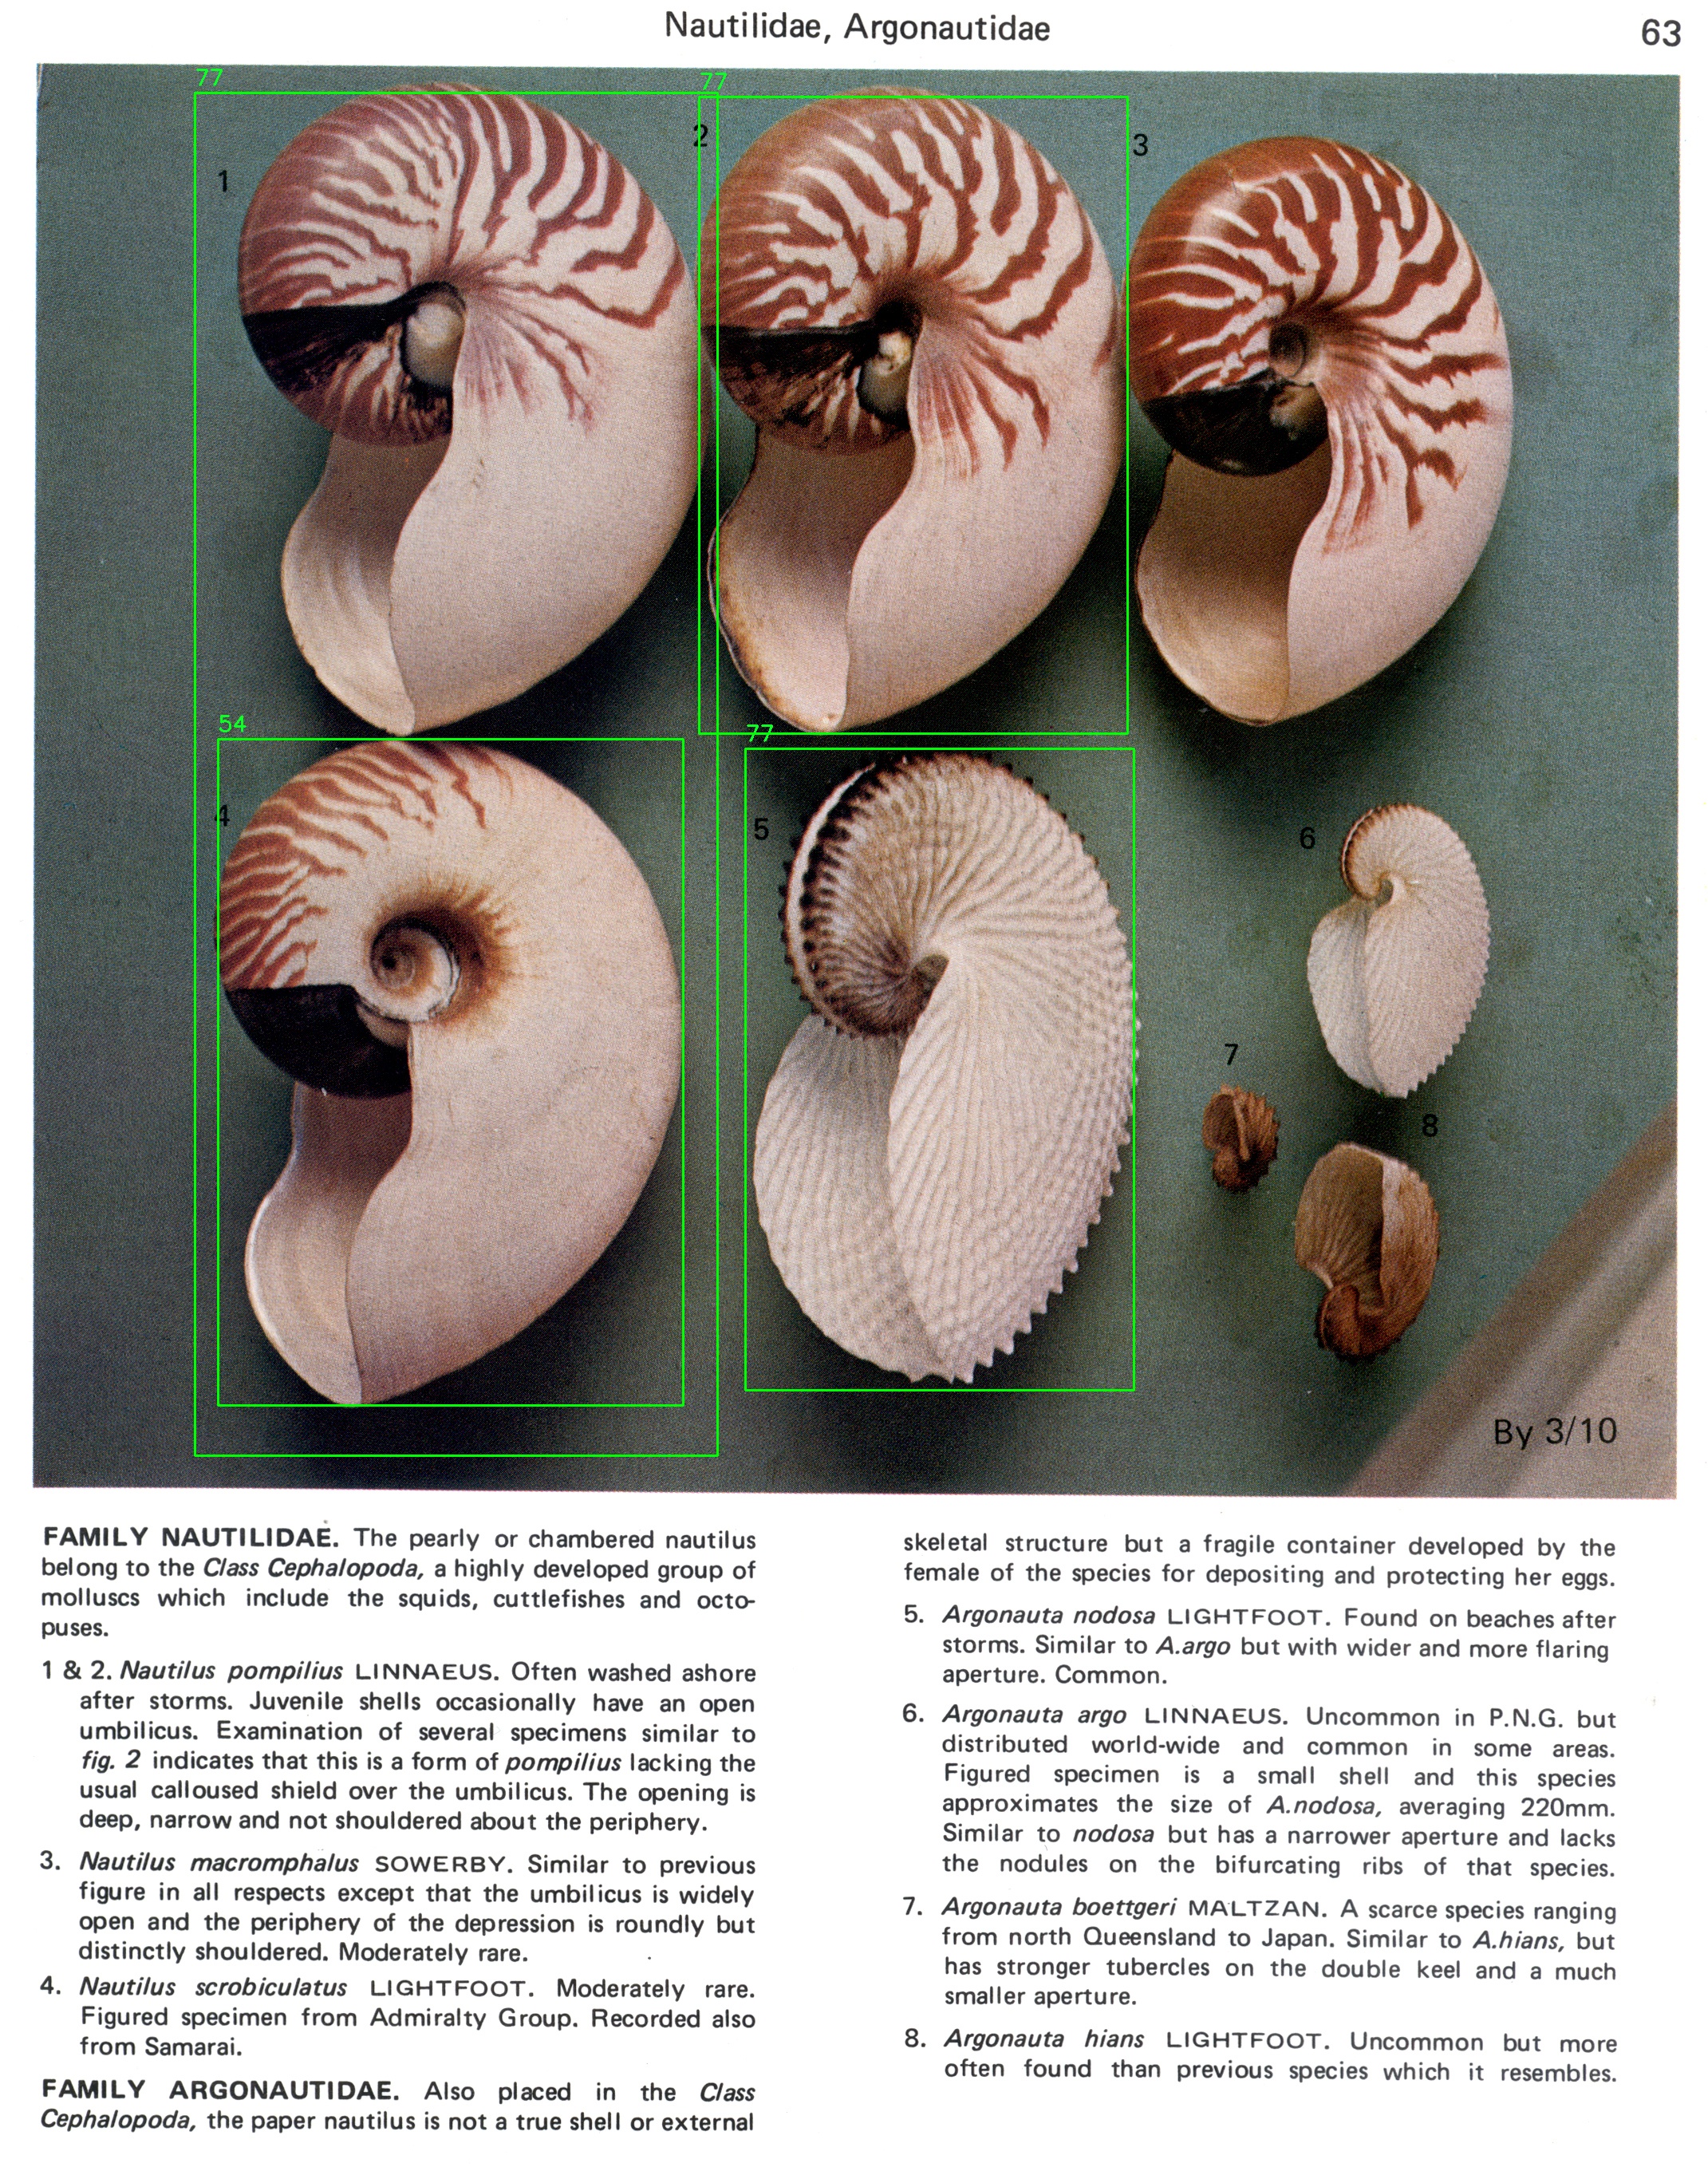 Nautilidae, Argonautidae
63
77
77
1
2
3
54
77
4
5
6
7
8
By 3/10
FAMILY NAUTILIDAE. The pearly or chambered nautilus
belong to the Class Cephalopoda, a highly developed group of
molluscs which include the squids, cuttlefishes and octo-
puses.
1 & 2. Nautilus pompilius LINNAEUS. Often washed ashore
after storms. Juvenile shells occasionally have an open
umbilicus. Examination of several specimens similar to
fig. 2 indicates that this is a form of pompilius lacking the
usual calloused shield over the umbilicus. The opening is
deep, narrow and not shouldered about the periphery.
3. Nautilus macromphalus SOWERBY. Similar to previous
figure in all respects except that the umbilicus is widely
open and the periphery of the depression is roundly but
distinctly shouldered. Moderately rare.
4. Nautilus scrobiculatus LIGHTFOOT. Moderately rare.
Figured specimen from Admiralty Group. Recorded also
from Samarai.
FAMILY ARGONAUTIDAE. Also placed in the Class
Cephalopoda, the paper nautilus is not a true shell or external
skeletal structure but a fragile container developed by the
female of the species for depositing and protecting her eggs.
5. Argonauta nodosa LIGHTFOOT. Found on beaches after
storms. Similar to A.argo but with wider and more flaring
aperture. Common.
6. Argonauta argo LINNAEUS. Uncommon in P.N.G. but
distributed world-wide and common in some areas.
Figured specimen is a small shell and this species
approximates the size of A.nodosa, averaging 220mm.
Similar to nodosa but has a narrower aperture and lacks
the nodules on the bifurcating ribs of that species.
7. Argonauta boettgeri MALTZAN. A scarce species ranging
from north Queensland to Japan. Similar to A.hians, but
has stronger tubercles on the double keel and a much
smaller aperture.
8. Argonauta hians LIGHTFOOT. Uncommon but more
often found than previous species which it resembles.